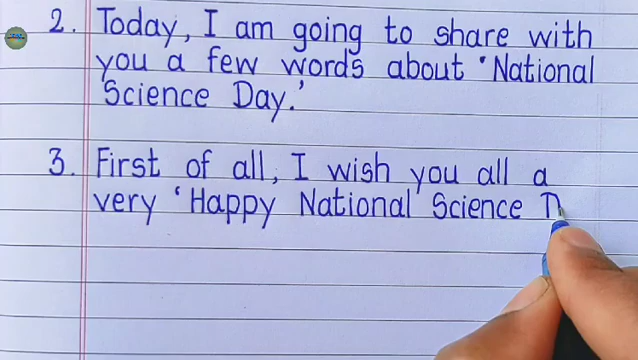 2. Today, I am going to share with
you a few words about 'National
Science Day.'
3. First of all, I wish you all a
very 'Happy National Science D